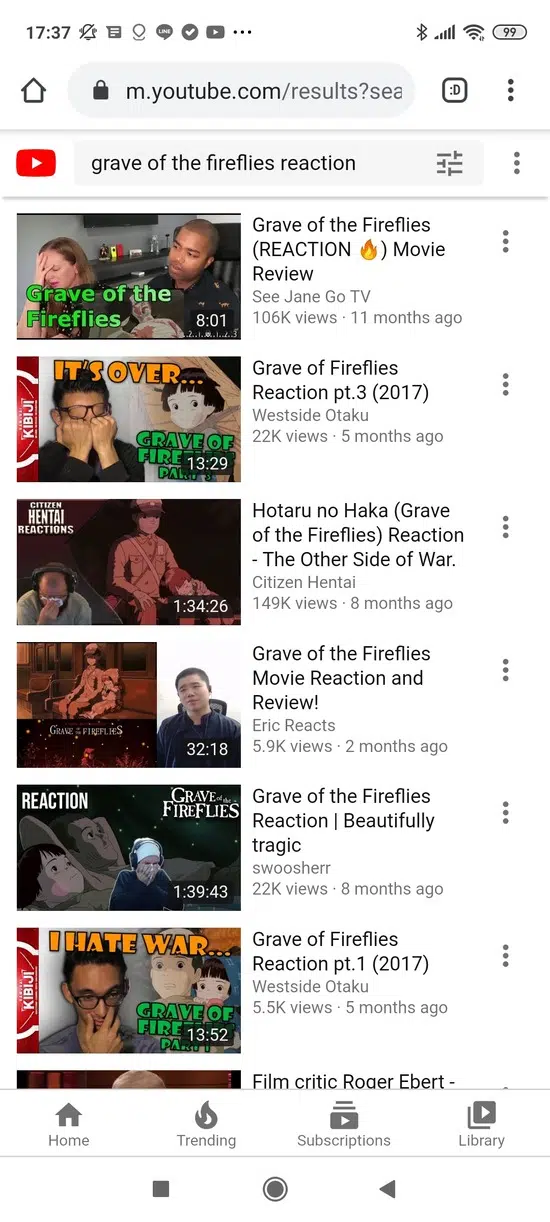 17:37
LINE
99
:D
m.youtube.com/results?sea
grave of the fireflies reaction
Grave of the
Fireflies
8:01
Grave of the Fireflies
(REACTION 🔥) Movie
Review
See Jane Go TV
106K views · 11 months ago
KIBIJI
IT'S OVER...
GRAVE OF
13:29
Grave of Fireflies
Reaction pt.3 (2017)
Westside Otaku
22K views · 5 months ago
CITIZEN
HENTAI
REACTIONS
1:34:26
Hotaru no Haka (Grave
of the Fireflies) Reaction
- The Other Side of War.
Citizen Hentai
149K views · 8 months ago
GRAVE OF THE FIREFLIES
32:18
Grave of the Fireflies
Movie Reaction and
Review!
Eric Reacts
5.9K views · 2 months ago
REACTION
GRAVE of the
FIREFLIES
1:39:43
Grave of the Fireflies
Reaction | Beautifully
tragic
swoosherr
22K views · 8 months ago
KIBIJI
I HATE WAR...
GRAVE OF
13:52
Grave of Fireflies
Reaction pt.1 (2017)
Westside Otaku
5.5K views · 5 months ago
Film critic Roger Ebert -
Home
Trending
Subscriptions
Library